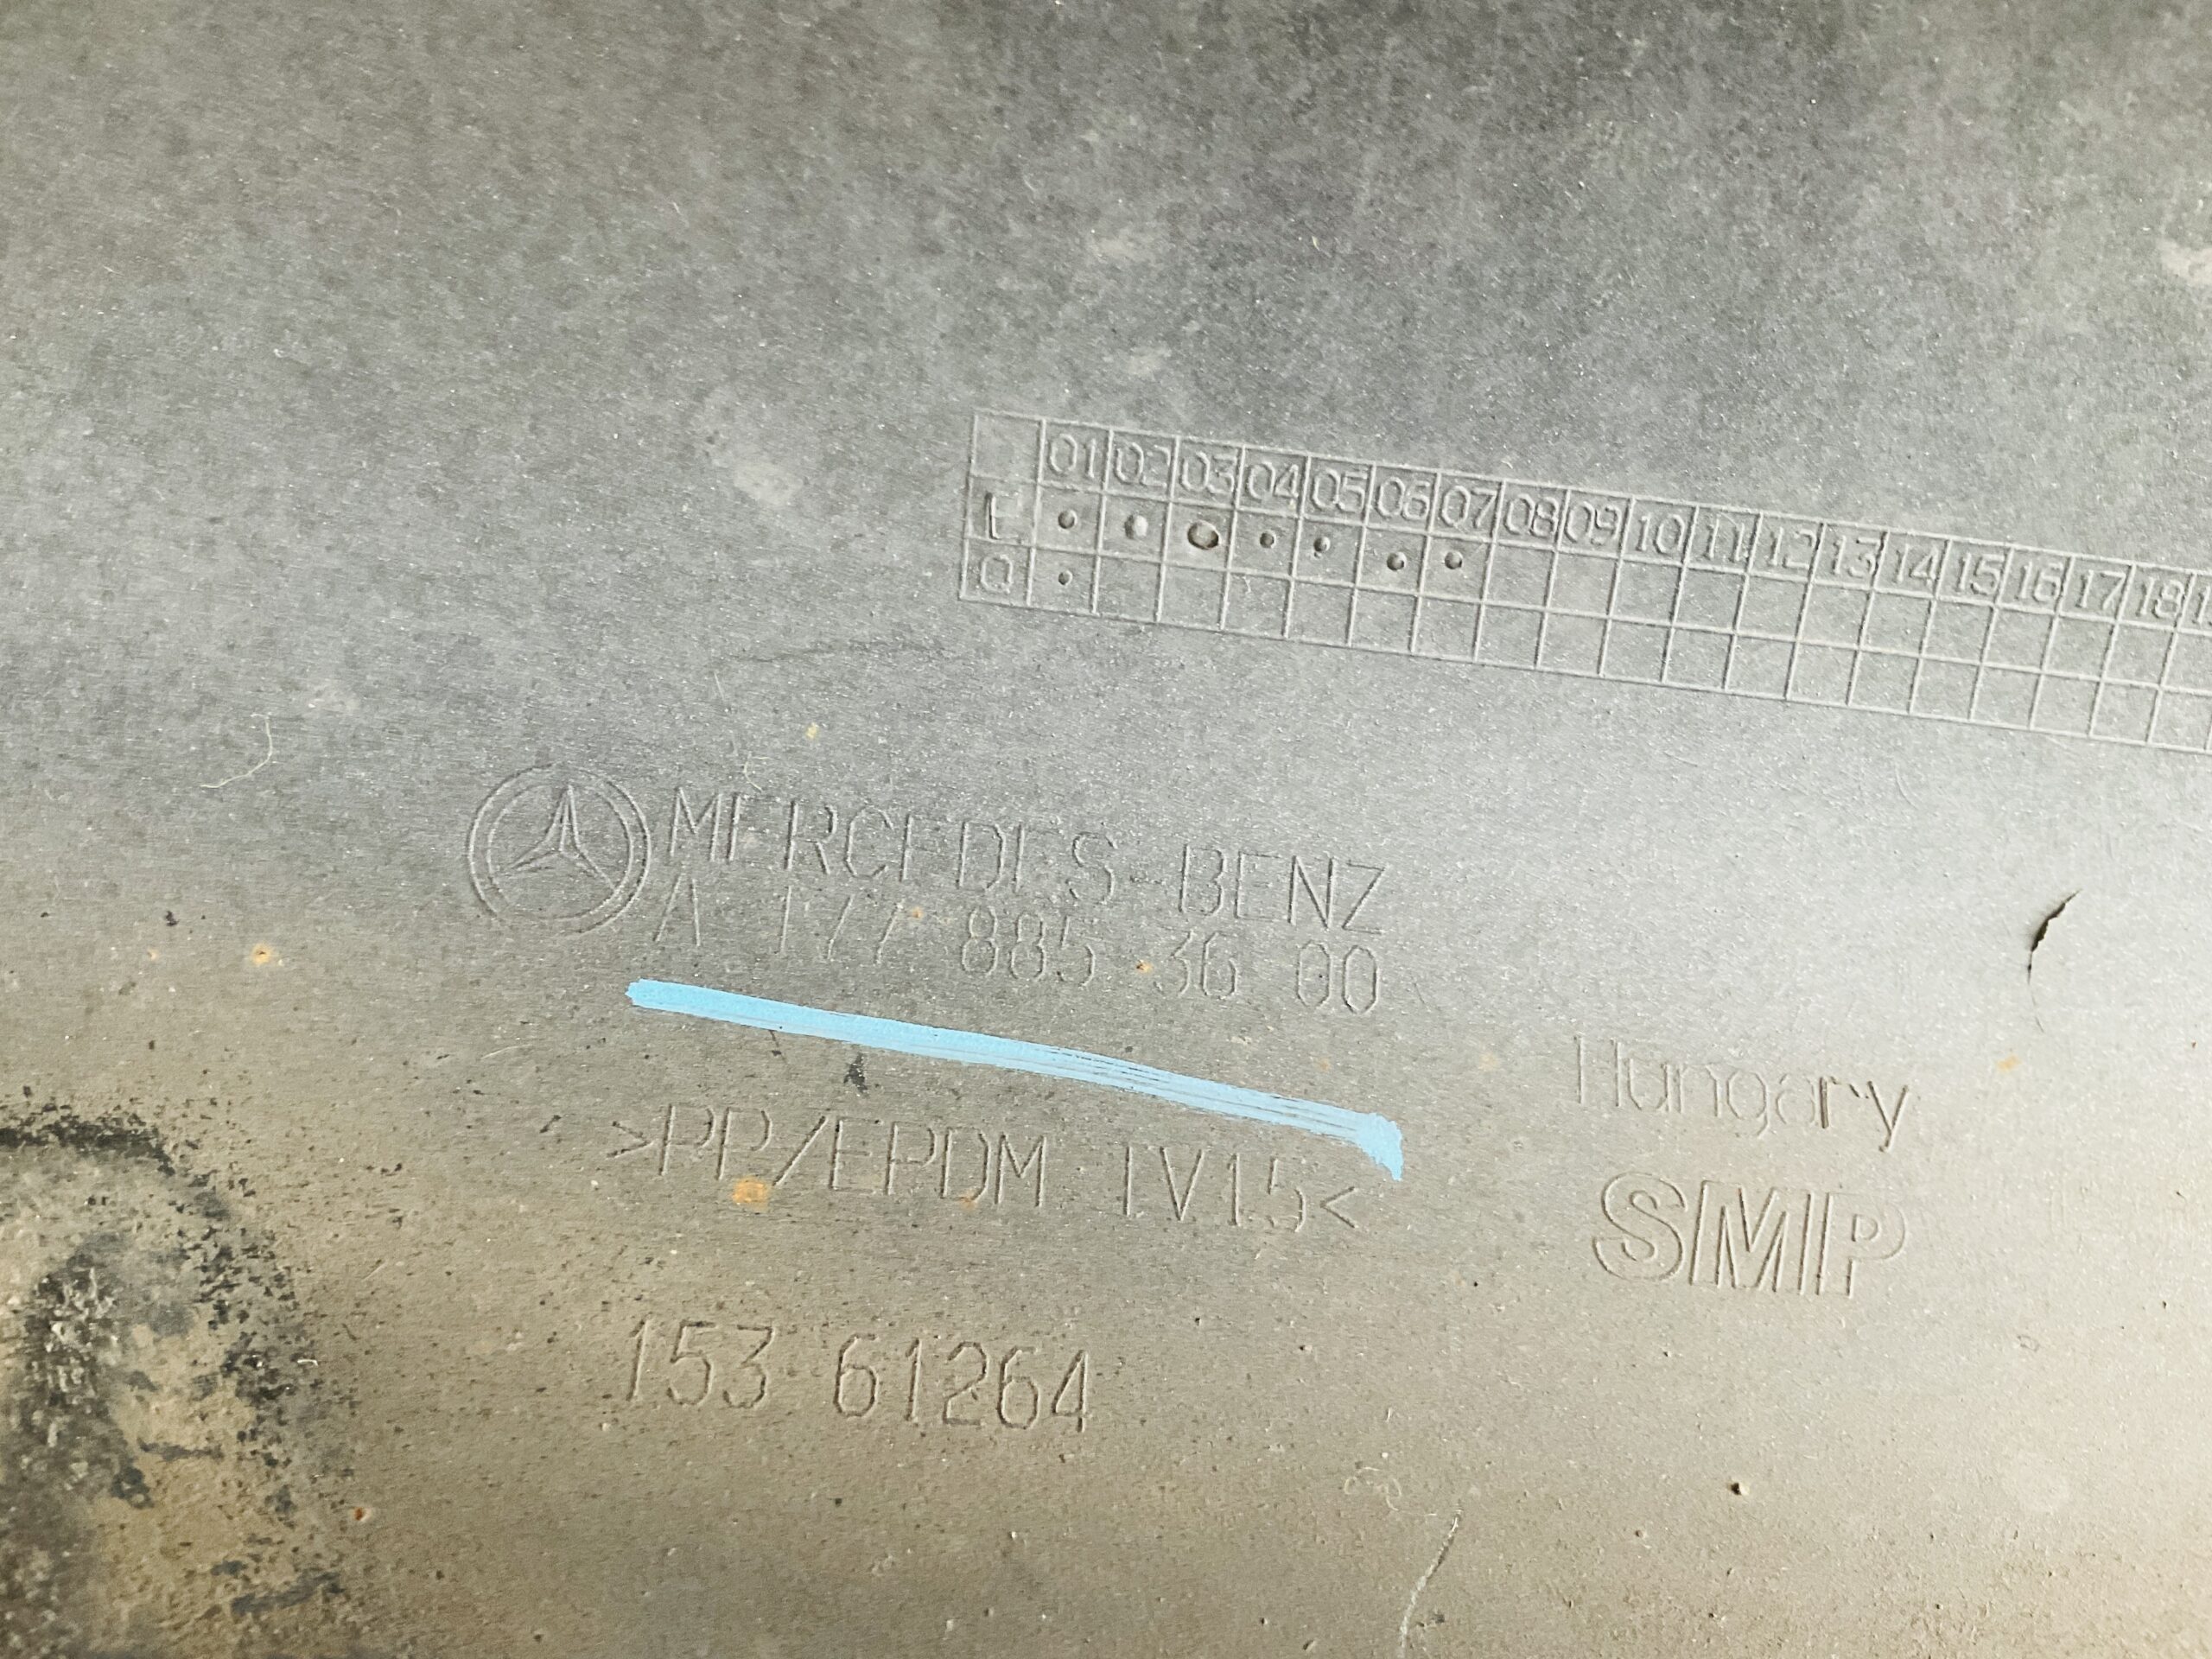 01 02 03 04 05 06 07 08 09 10 11 12 13 14 15 16 17 18
L
Q
MERCEDES-BENZ
A 177 885 36 00
Hungary
>PP/EPDM TV15<
SMP
153 61264